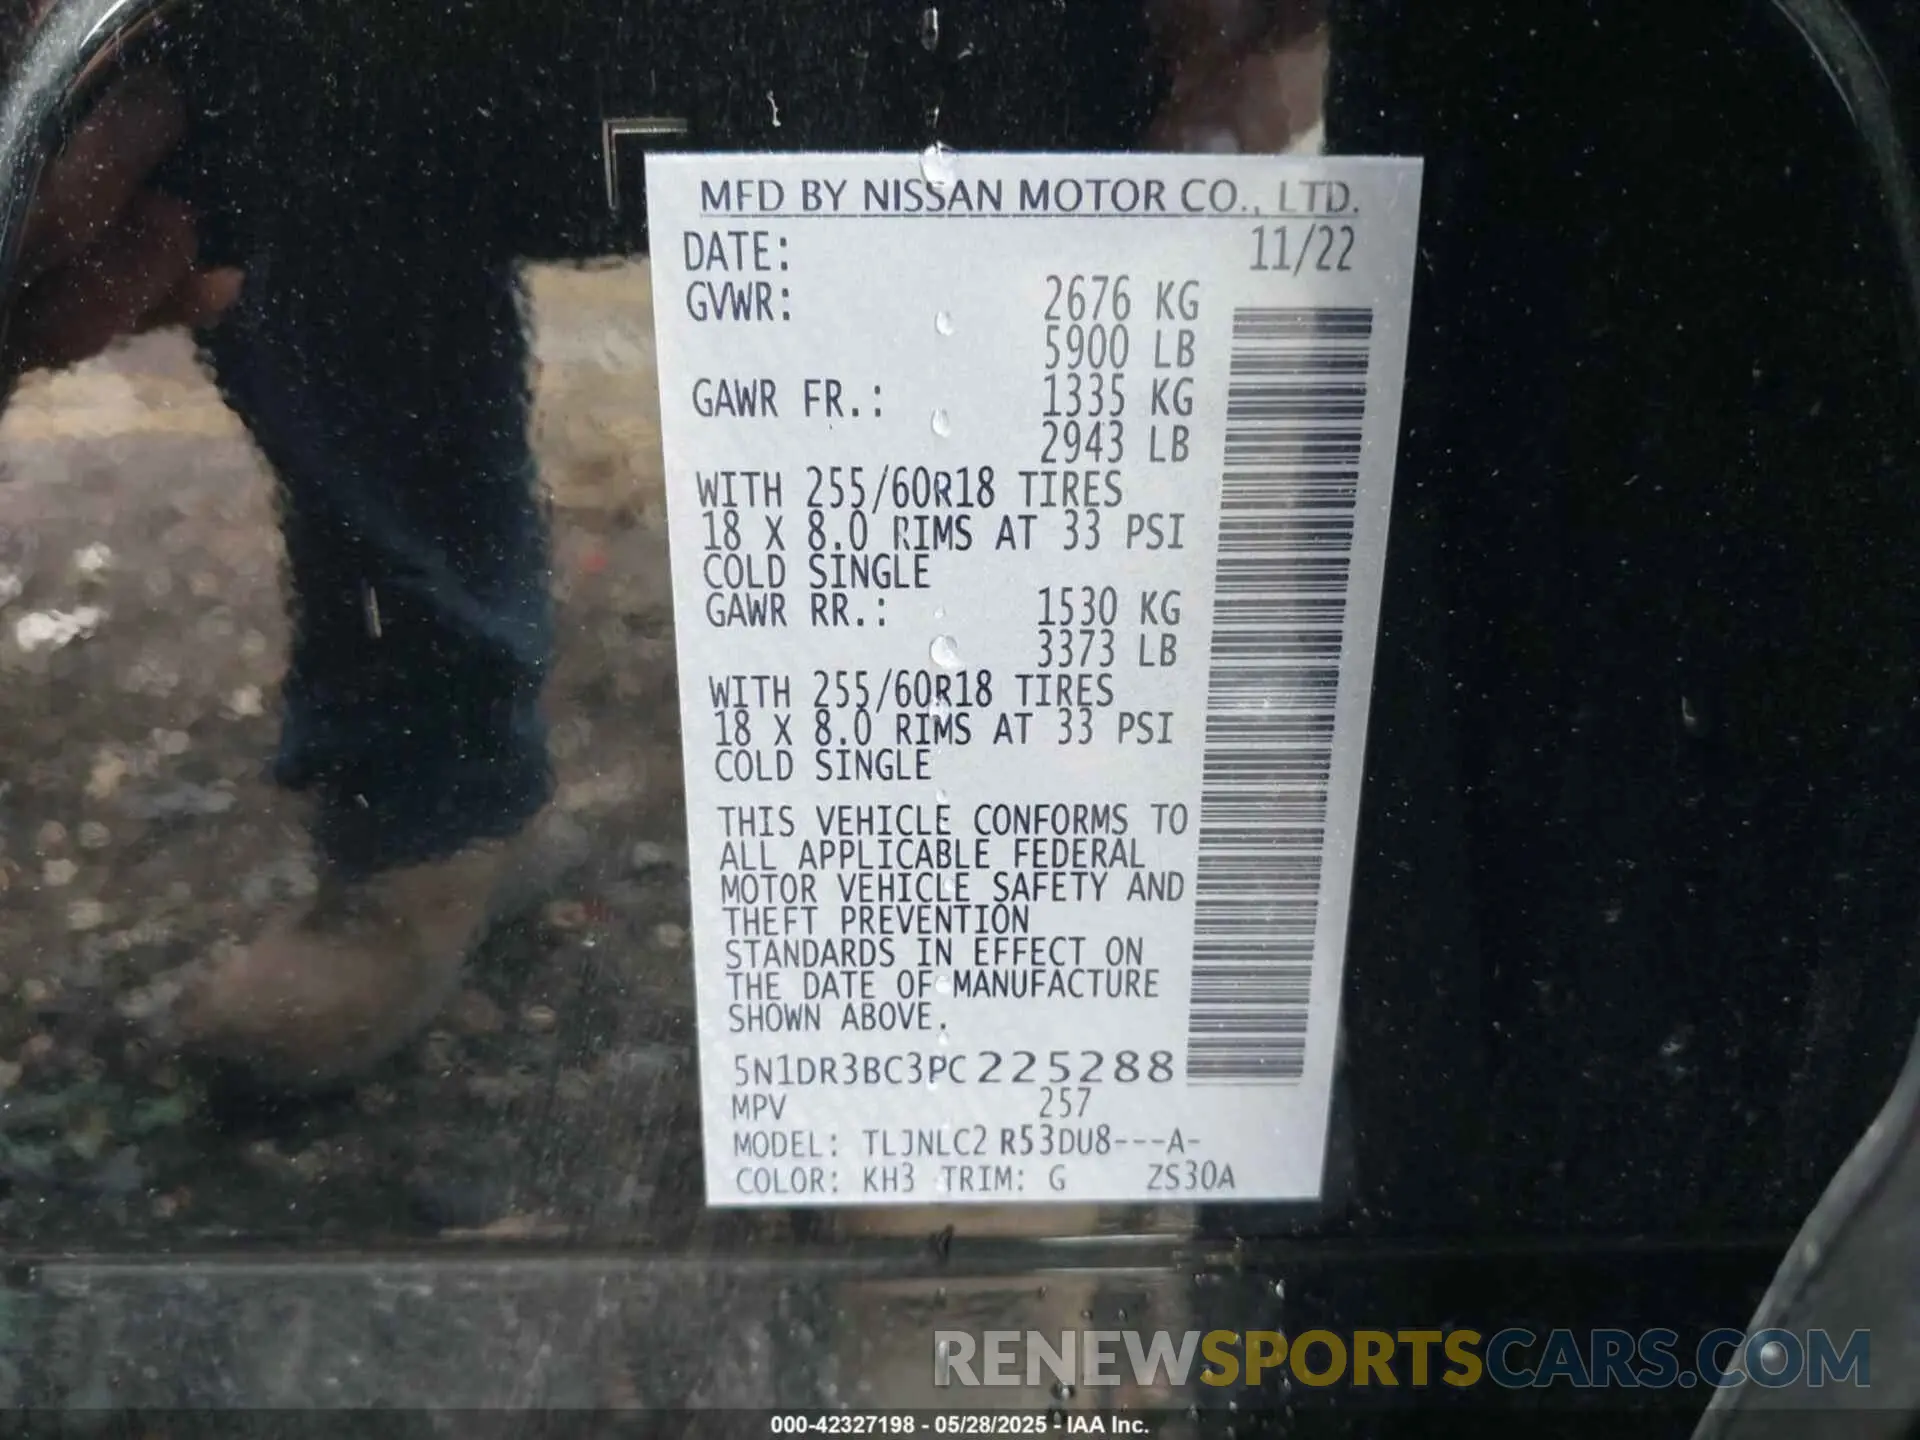 MFD BY NISSAN MOTOR CO., LTD.
DATE: 11/22
GVWR: 2676 KG
5900 LB
GAWR FR.: 1335 KG
2943 LB
WITH 255/60R18 TIRES
18 X 8.0 RIMS AT 33 PSI
COLD SINGLE
GAWR RR.: 1530 KG
3373 LB
WITH 255/60R18 TIRES
18 X 8.0 RIMS AT 33 PSI
COLD SINGLE
THIS VEHICLE CONFORMS TO
ALL APPLICABLE FEDERAL
MOTOR VEHICLE SAFETY AND
THEFT PREVENTION
STANDARDS IN EFFECT ON
THE DATE OF MANUFACTURE
SHOWN ABOVE.
5N1DR3BC3PC225288
MPV 257
MODEL: TLJNLC2 R53DU8---A-
COLOR: KH3 TRIM: G ZS30A
RENEWSPORTSCARS.COM
000-42327198 - 05/28/2025 - IAA Inc.